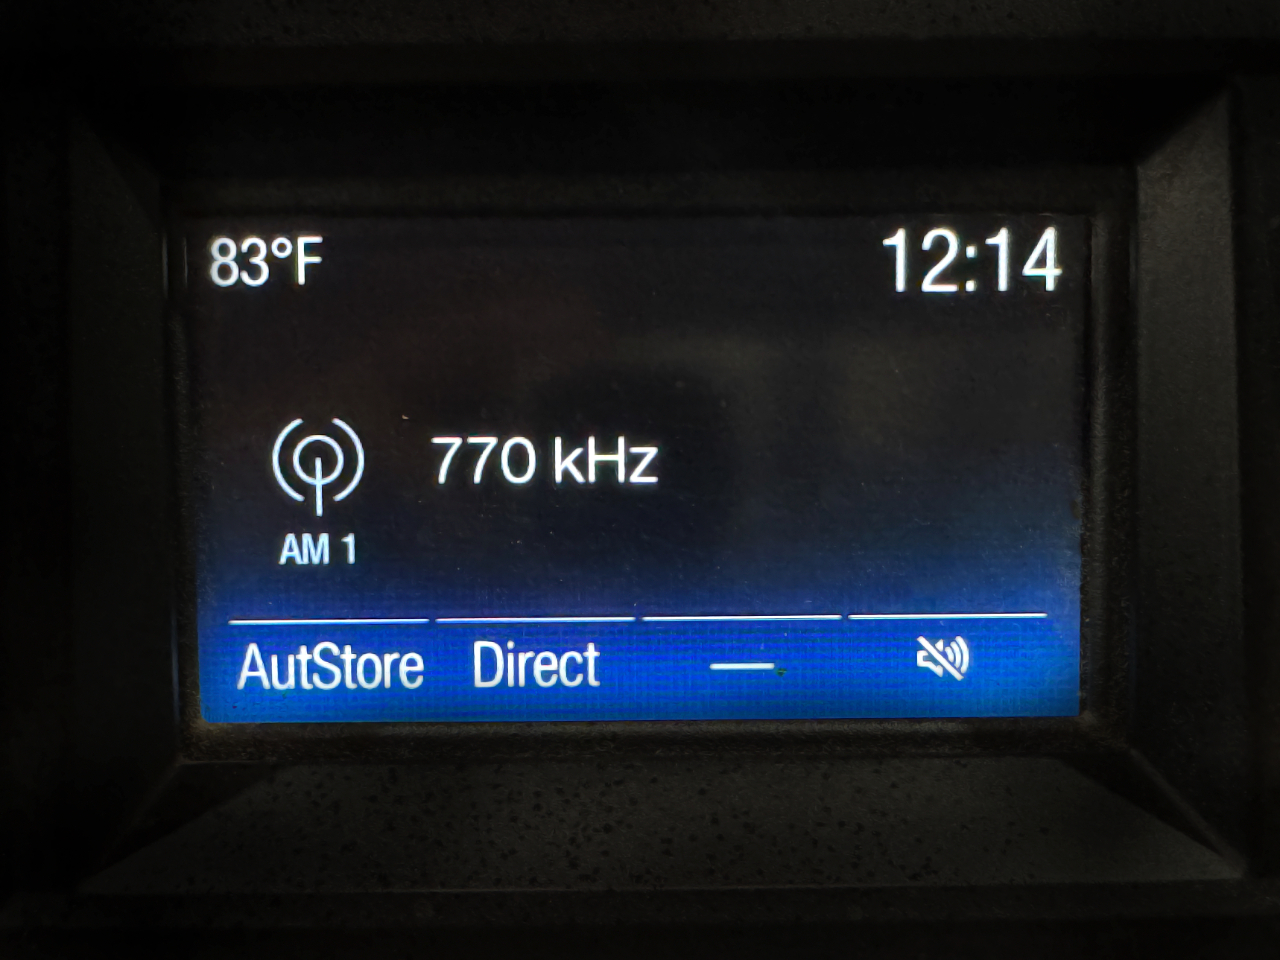 83°F 12:14
770 kHz
AM 1
AutStore Direct —